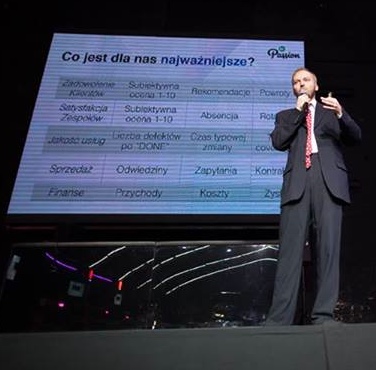 Co jest dla nas najważniejsze?
Passion
Zadowolenie Klientów Subiektywna ocena 1-10 Rekomendacje Powroty
Satysfakcja Zespołów Subiektywna ocena 1-10 Absencja
Jakość usług Liczba defektów po "DONE" Czas typowej zmiany
Sprzedaż Odwiedziny Zapytania
Finanse Przychody Koszty